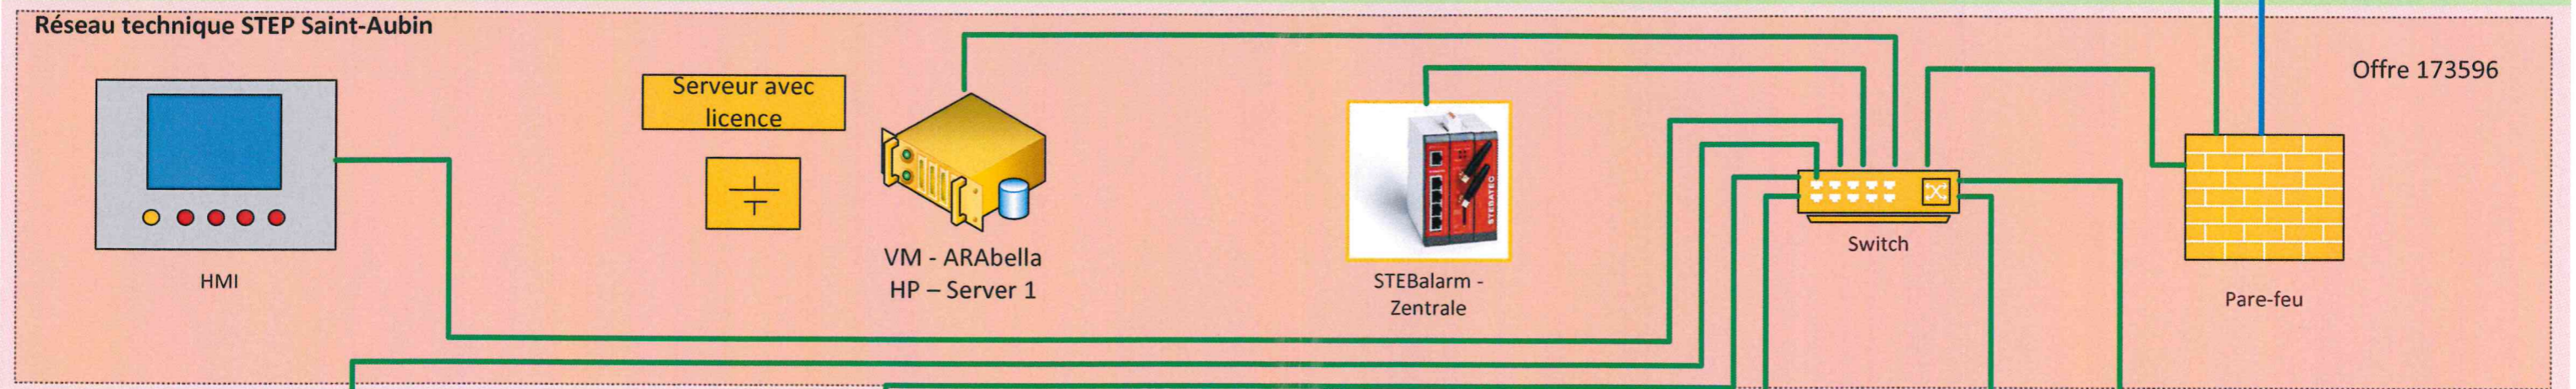 Réseau technique STEP Saint-Aubin
Offre 173596
Serveur avec
licence
STEBATEC
HMI
VM - ARAbella
HP – Server 1
STEBalarm -
Zentrale
Switch
Pare-feu